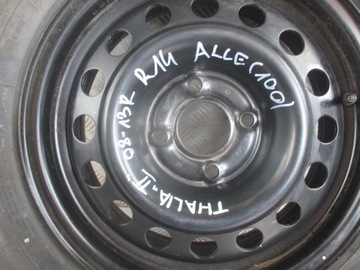 R14 ALLE (100)
THALIA-II 08-13R